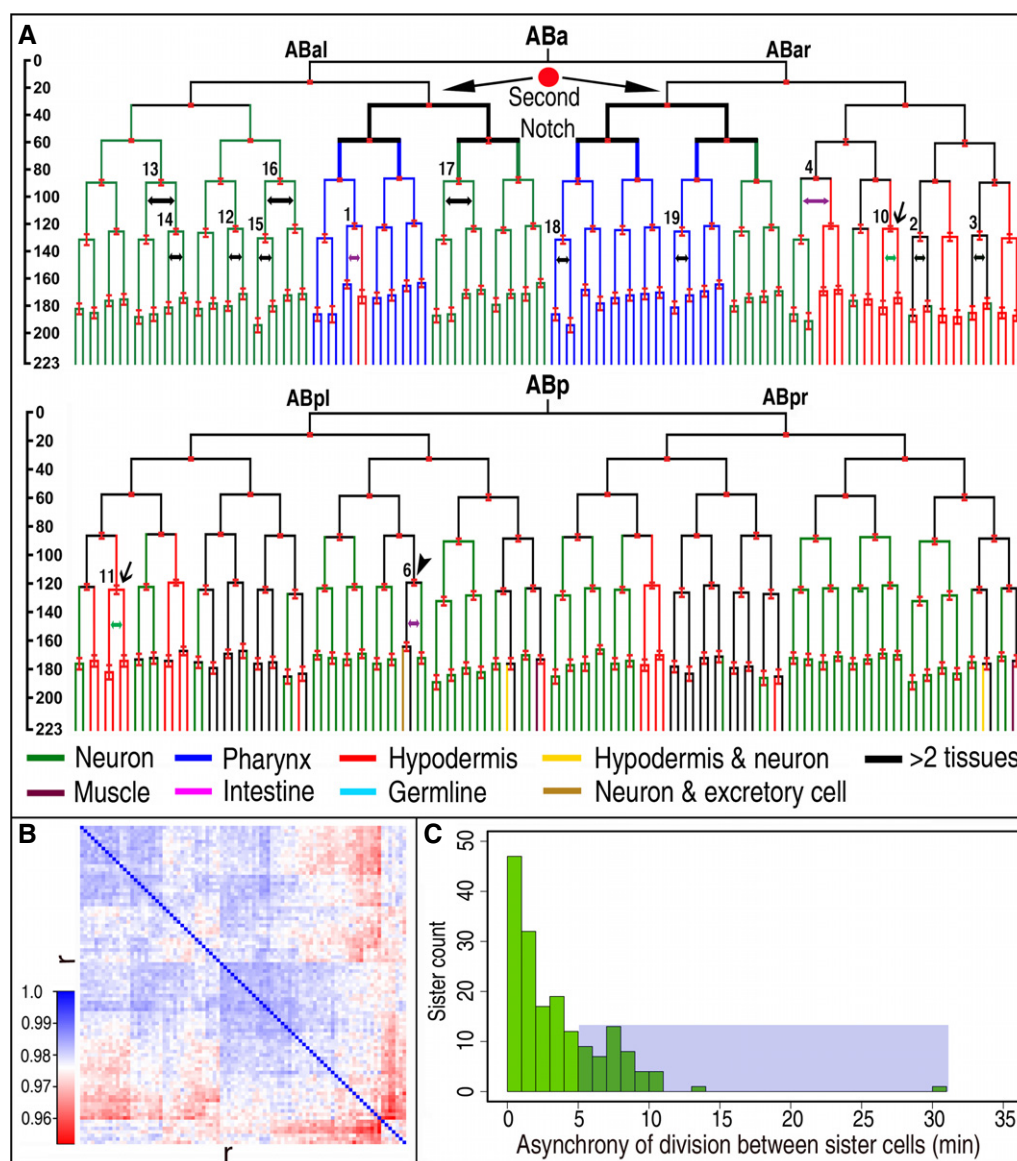 A
ABa
ABal
ABar
0
20
40
60
80
100
120
140
160
180
200
223
Second
Notch
13
16
17
4
14
12
15
1
18
19
10
2
3
ABp
ABpl
ABpr
0
20
40
60
80
100
120
140
160
180
200
223
11
6
Neuron
Pharynx
Hypodermis
Hypodermis & neuron
>2 tissues
Muscle
Intestine
Germline
Neuron & excretory cell
B
r
1.0
0.99
0.98
0.97
0.96
r
C
Sister count
50
40
30
20
10
0
0 5 10 15 20 25 30 35
Asynchrony of division between sister cells (min)